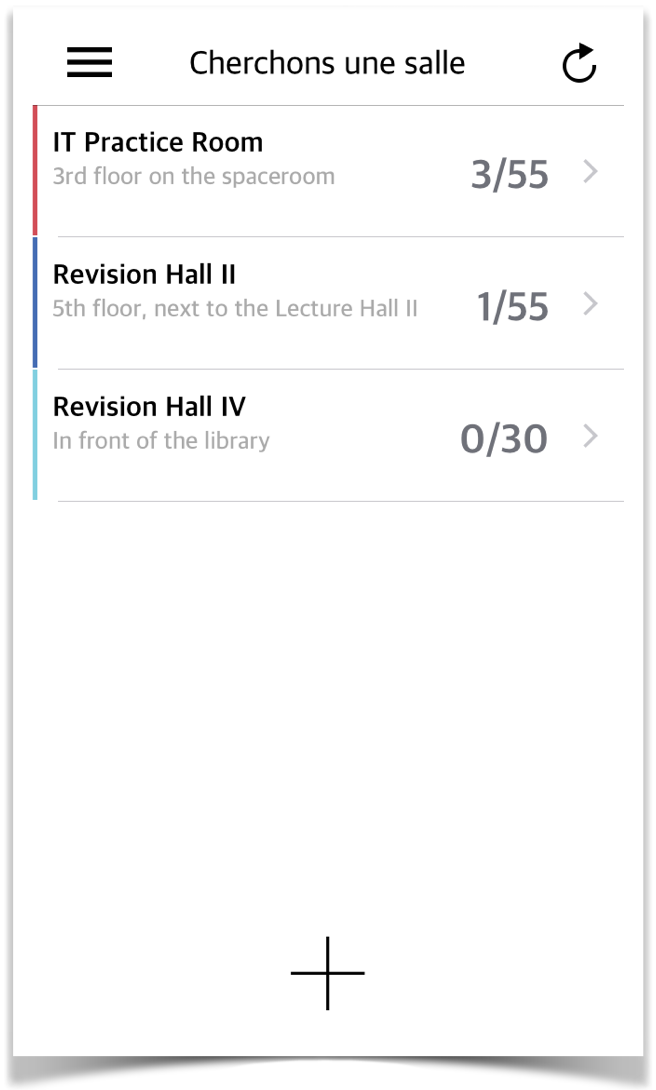 Cherchons une salle
IT Practice Room
3rd floor on the spaceroom
3/55
Revision Hall II
5th floor, next to the Lecture Hall II
1/55
Revision Hall IV
In front of the library
0/30